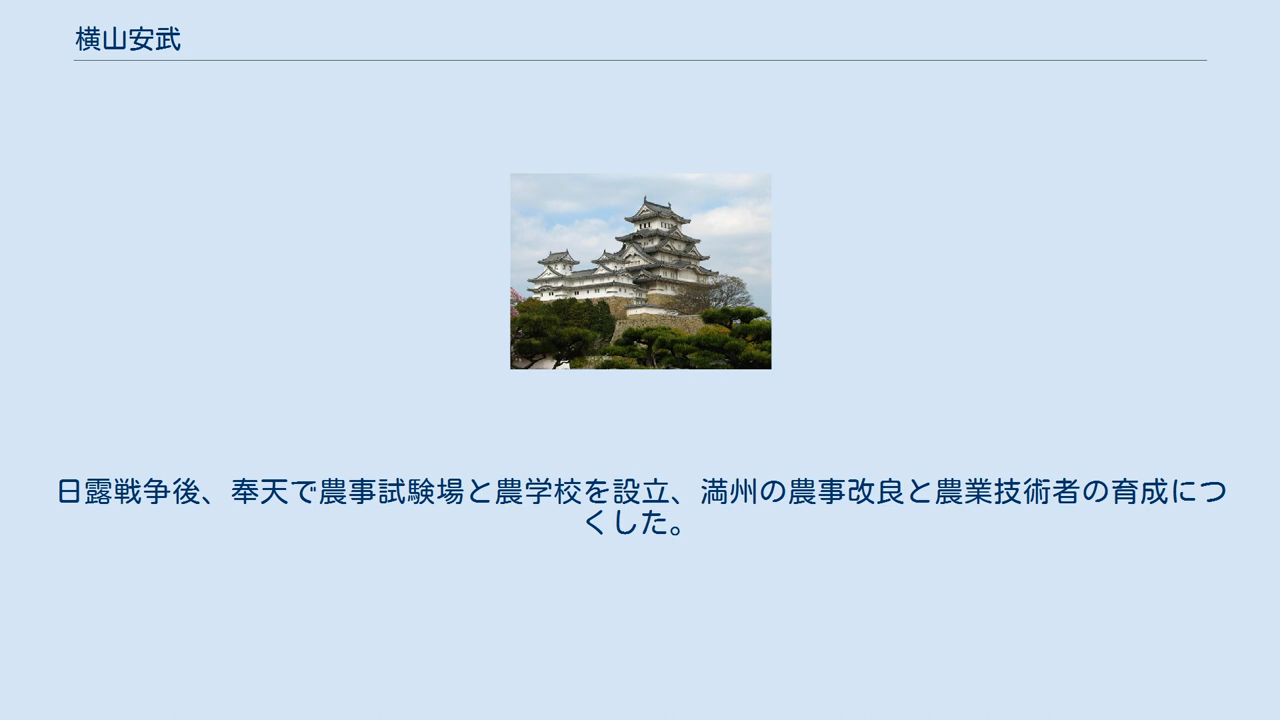 横山安武
日露戦争後、奉天で農事試験場と農学校を設立、満州の農事改良と農業技術者の育成につ
くした。